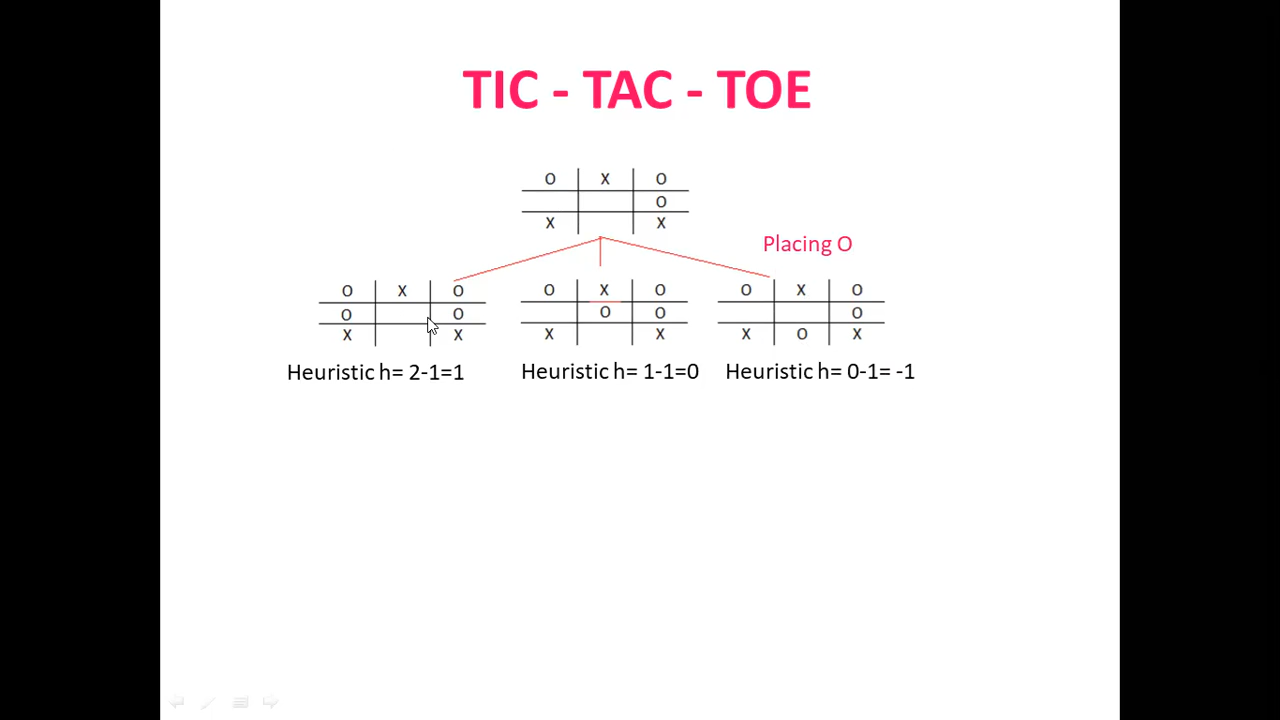 TIC - TAC - TOE
O X O
O
X X
Placing O
O X O
O O
X X
Heuristic h= 2-1=1
O X O
O O
X X
Heuristic h= 1-1=0
O X O
O
X O X
Heuristic h= 0-1= -1